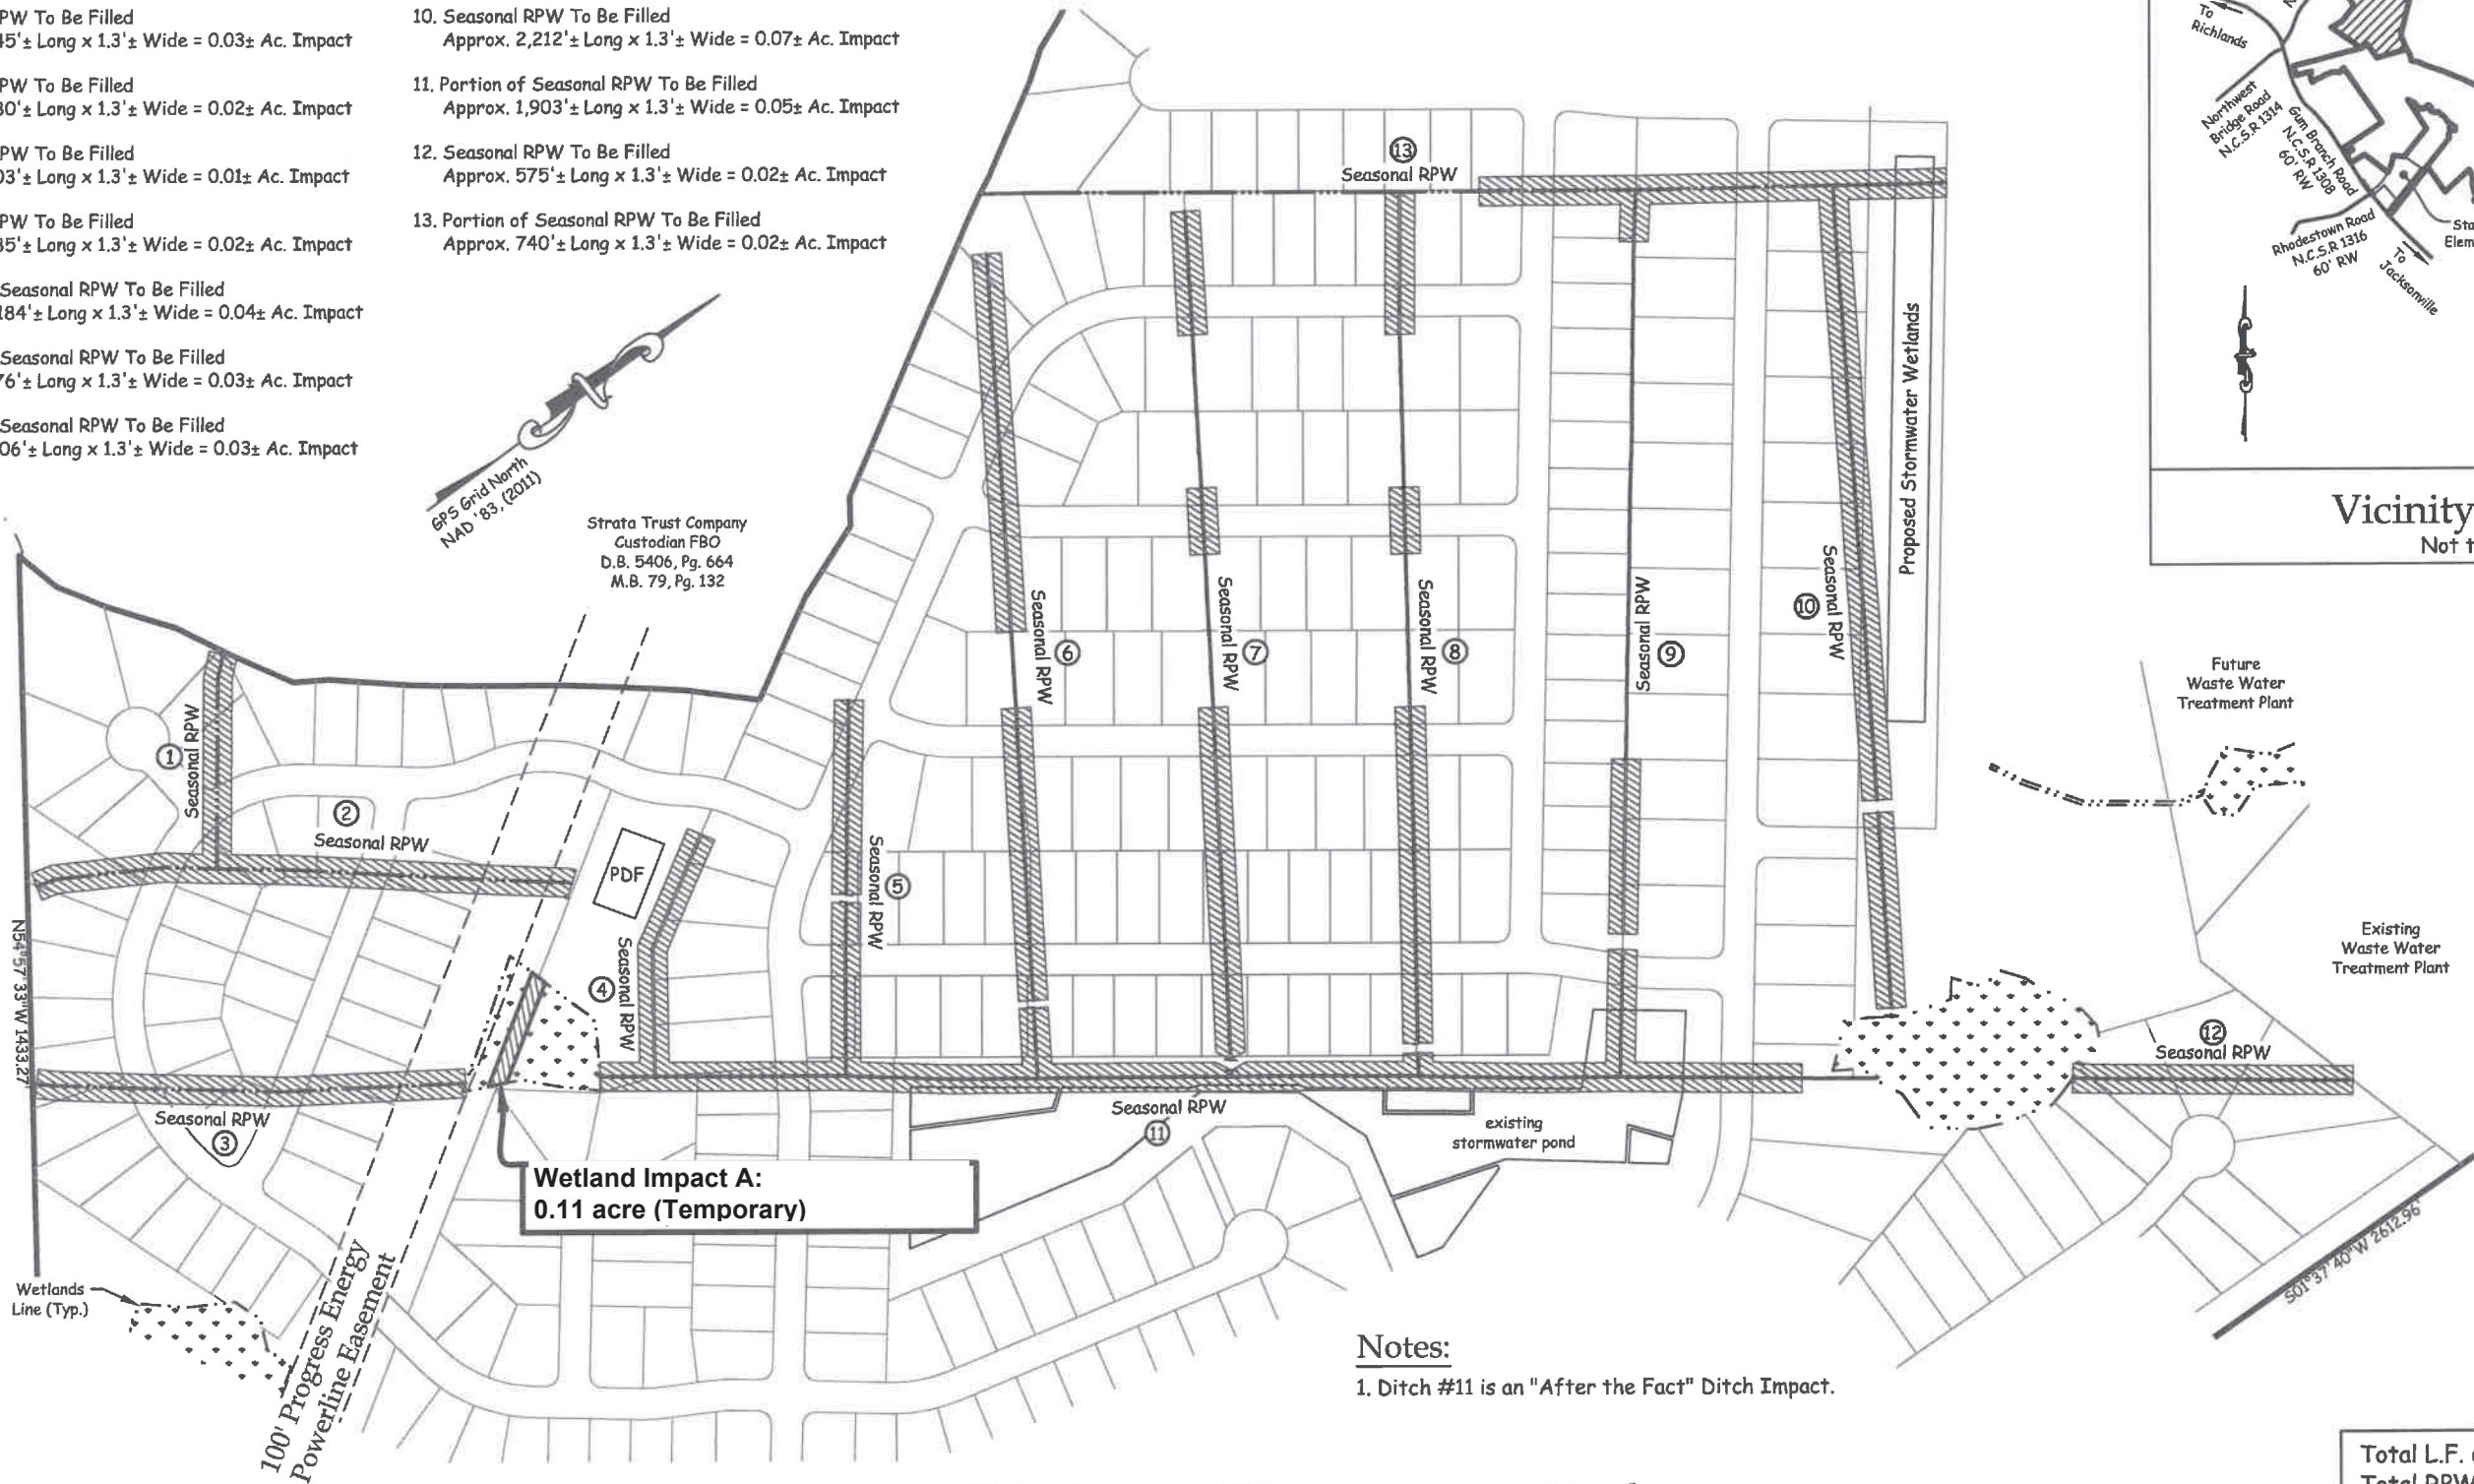 PW To Be Filled
45'± Long x 1.3'± Wide = 0.03± Ac. Impact
PW To Be Filled
30'± Long x 1.3'± Wide = 0.02± Ac. Impact
PW To Be Filled
03'± Long x 1.3'± Wide = 0.01± Ac. Impact
PW To Be Filled
35'± Long x 1.3'± Wide = 0.02± Ac. Impact
Seasonal RPW To Be Filled
184'± Long x 1.3'± Wide = 0.04± Ac. Impact
Seasonal RPW To Be Filled
76'± Long x 1.3'± Wide = 0.03± Ac. Impact
Seasonal RPW To Be Filled
06'± Long x 1.3'± Wide = 0.03± Ac. Impact
10. Seasonal RPW To Be Filled
Approx. 2,212'± Long x 1.3'± Wide = 0.07± Ac. Impact
11. Portion of Seasonal RPW To Be Filled
Approx. 1,903'± Long x 1.3'± Wide = 0.05± Ac. Impact
12. Seasonal RPW To Be Filled
Approx. 575'± Long x 1.3'± Wide = 0.02± Ac. Impact
13. Portion of Seasonal RPW To Be Filled
Approx. 740'± Long x 1.3'± Wide = 0.02± Ac. Impact
GPS Grid North
NAD '83, (2011)
Strata Trust Company
Custodian FBO
D.B. 5406, Pg. 664
M.B. 79, Pg. 132
13
Seasonal RPW
To
Richlands
Northwest
Bridge Road
N.C.S.R 1314
Gum Branch Road
N.C.S.R 1308
60' RW
Rhodestown Road
N.C.S.R 1316
60' RW
To
Jacksonville
Sta
Elem
Vicinity
Not t
Proposed Stormwater Wetlands
1
Seasonal RPW
2
Seasonal RPW
3
Seasonal RPW
4
Seasonal RPW
5
Seasonal RPW
6
Seasonal RPW
7
Seasonal RPW
8
Seasonal RPW
9
Seasonal RPW
10
Seasonal RPW
PDF
Future
Waste Water
Treatment Plant
Existing
Waste Water
Treatment Plant
12
Seasonal RPW
Seasonal RPW
11
existing
stormwater pond
N54°57'33"W 1433.27'
Wetland Impact A:
0.11 acre (Temporary)
Wetlands
Line (Typ.)
100' Progress Energy
Powerline Easement
S01°37'40"W 2612.96'
Notes:
1. Ditch #11 is an "After the Fact" Ditch Impact.
Total L.F.